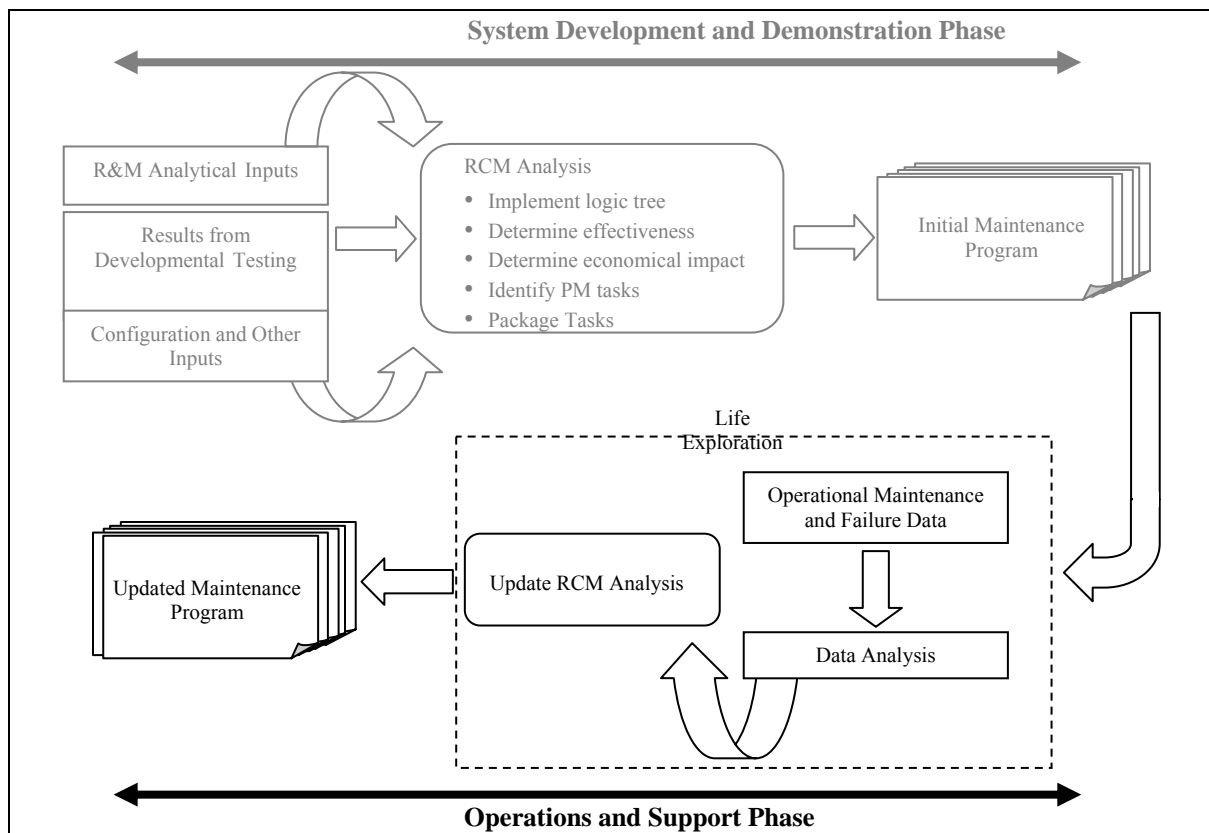 System Development and Demonstration Phase
R&M Analytical Inputs
Results from
Developmental Testing
Configuration and Other
Inputs
RCM Analysis
• Implement logic tree
• Determine effectiveness
• Determine economical impact
• Identify PM tasks
• Package Tasks
Initial Maintenance
Program
Life
Exploration
Operational Maintenance
and Failure Data
Data Analysis
Update RCM Analysis
Updated Maintenance
Program
Operations and Support Phase